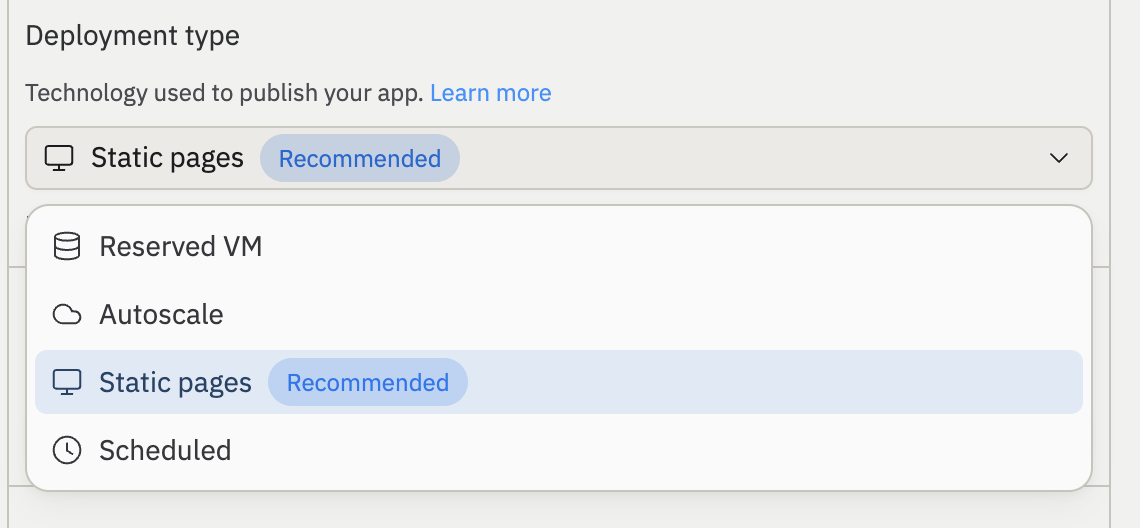 Deployment type
Technology used to publish your app. Learn more
Static pages Recommended
Reserved VM
Autoscale
Static pages Recommended
Scheduled